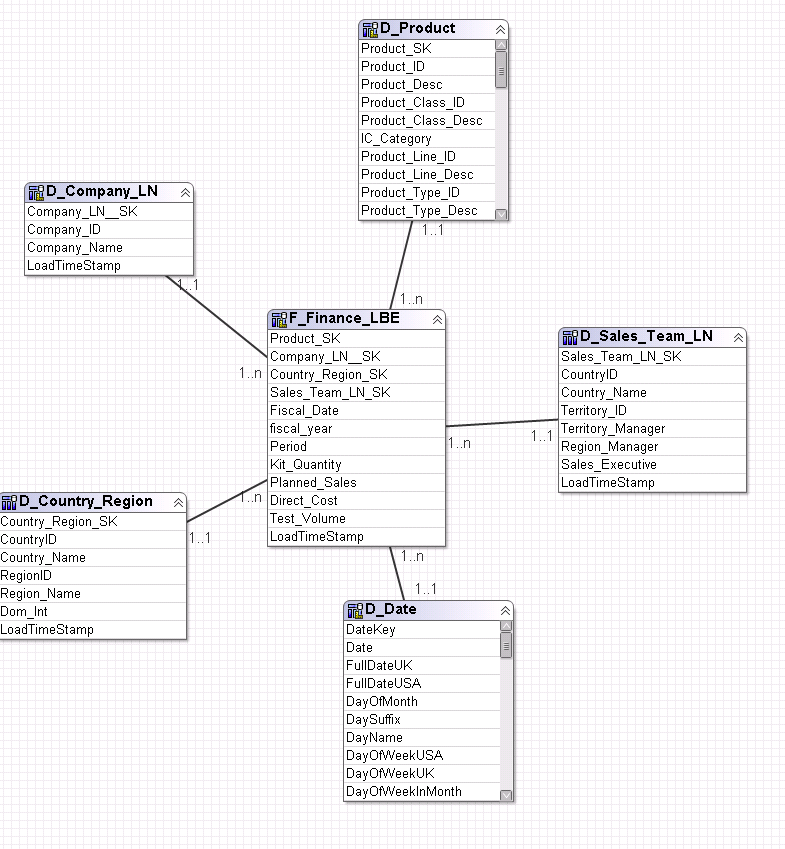 D_Product
Product_SK
Product_ID
Product_Desc
Product_Class_ID
Product_Class_Desc
IC_Category
Product_Line_ID
Product_Line_Desc
Product_Type_ID
Product_Type_Desc
1..1
1..n
D_Company_LN
Company_LN__SK
Company_ID
Company_Name
LoadTimeStamp
1..1
1..n
F_Finance_LBE
Product_SK
Company_LN__SK
Country_Region_SK
Sales_Team_LN_SK
Fiscal_Date
fiscal_year
Period
Kit_Quantity
Planned_Sales
Direct_Cost
Test_Volume
LoadTimeStamp
D_Sales_Team_LN
Sales_Team_LN_SK
CountryID
Country_Name
Territory_ID
Territory_Manager
Region_Manager
Sales_Executive
LoadTimeStamp
1..n
1..1
D_Country_Region
Country_Region_SK
CountryID
Country_Name
RegionID
Region_Name
Dom_Int
LoadTimeStamp
1..n
1..1
1..n
1..1
D_Date
DateKey
Date
FullDateUK
FullDateUSA
DayOfMonth
DaySuffix
DayName
DayOfWeekUSA
DayOfWeekUK
DayOfWeekInMonth